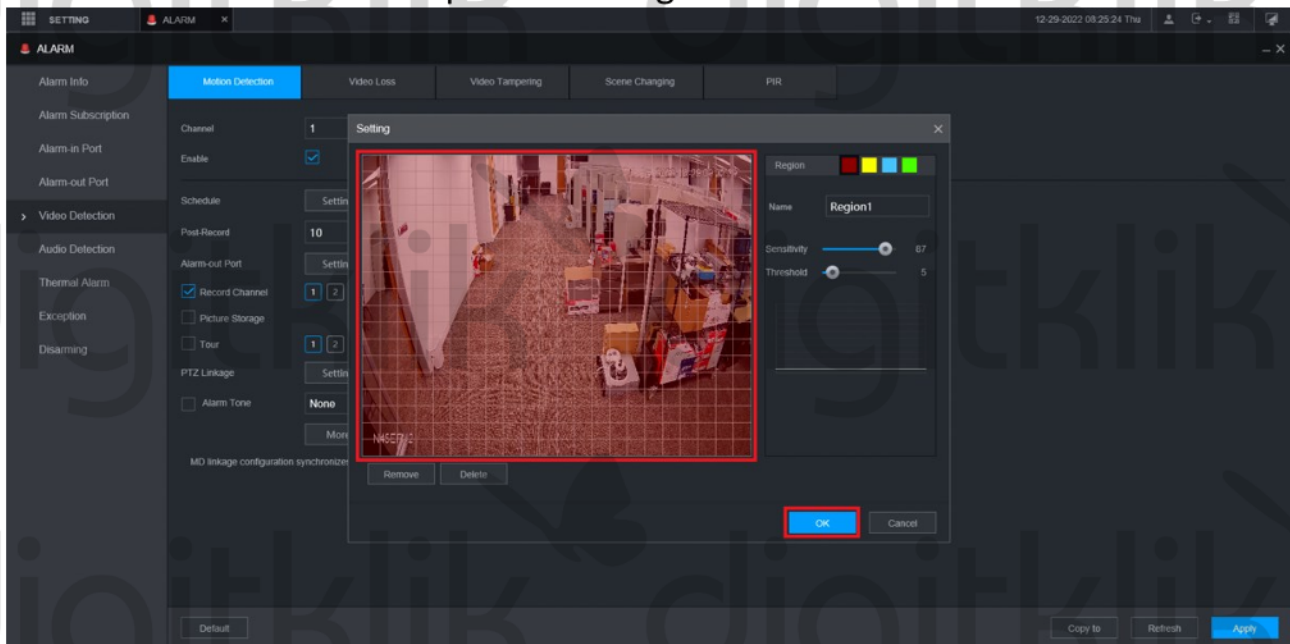 SETTING
ALARM ×
12-29-2022 08:25:24 Thu
ALARM
Alarm Info
Alarm Subscription
Alarm-in Port
Alarm-out Port
Video Detection
Audio Detection
Thermal Alarm
Exception
Disarming
Motion Detection Video Loss Video Tampering Scene Changing PIR
Channel 1
Enable
Schedule Settin
Post-Record 10
Alarm-out Port Settin
Record Channel 1 2
Picture Storage
Tour 1 2
PTZ Linkage Settin
Alarm Tone None
More
MD linkage configuration synchronize
Setting
Region
Name Region1
Sensitivity 67
Threshold 5
Remove Delete
OK Cancel
Default Copy to Refresh Apply
digitklik